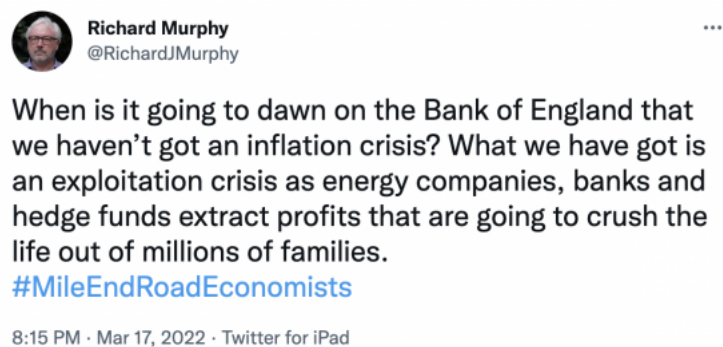 Richard Murphy
@RichardJMurphy
When is it going to dawn on the Bank of England that
we haven’t got an inflation crisis? What we have got is
an exploitation crisis as energy companies, banks and
hedge funds extract profits that are going to crush the
life out of millions of families.
#MileEndRoadEconomists
8:15 PM · Mar 17, 2022 · Twitter for iPad